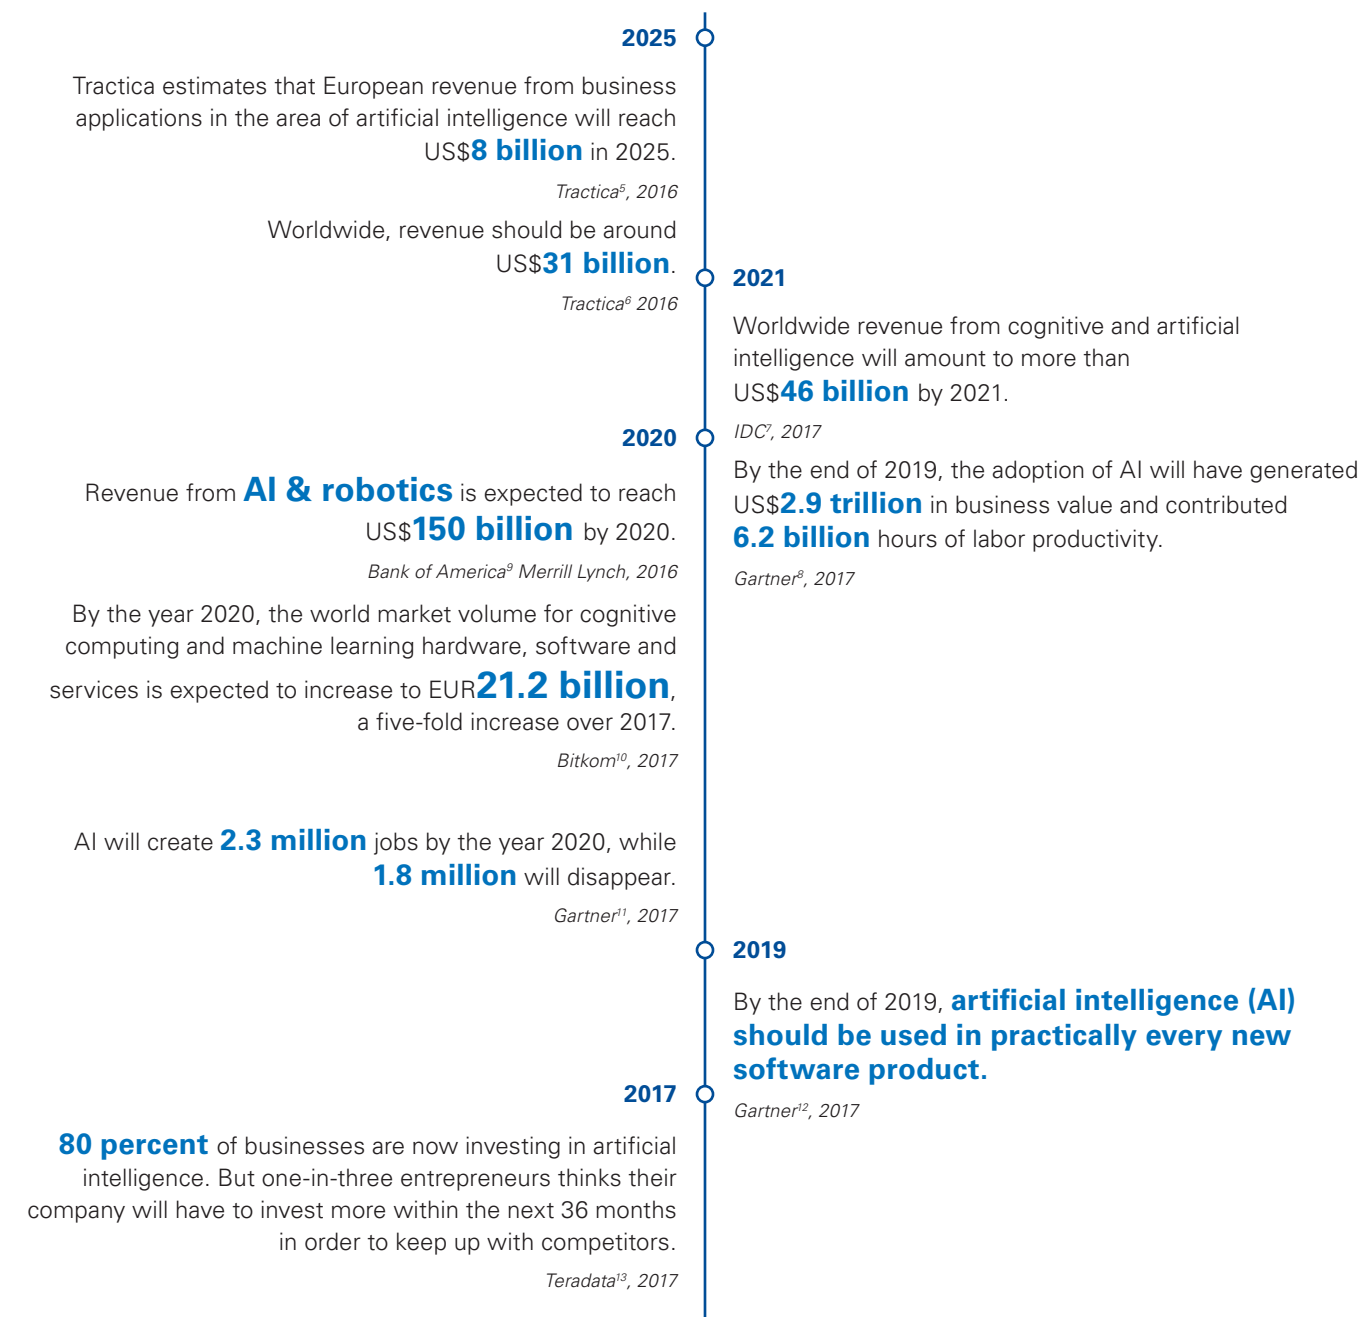 2025
Tractica estimates that European revenue from business
applications in the area of artificial intelligence will reach
US$8 billion in 2025.
Tractica⁵, 2016
Worldwide, revenue should be around
US$31 billion.
Tractica⁶ 2016
2021
Worldwide revenue from cognitive and artificial
intelligence will amount to more than
US$46 billion by 2021.
IDC⁷, 2017
By the end of 2019, the adoption of AI will have generated
US$2.9 trillion in business value and contributed
6.2 billion hours of labor productivity.
Gartner⁸, 2017
2020
Revenue from AI & robotics is expected to reach
US$150 billion by 2020.
Bank of America⁹ Merrill Lynch, 2016
By the year 2020, the world market volume for cognitive
computing and machine learning hardware, software and
services is expected to increase to EUR21.2 billion,
a five-fold increase over 2017.
Bitkom¹⁰, 2017
AI will create 2.3 million jobs by the year 2020, while
1.8 million will disappear.
Gartner¹¹, 2017
2019
By the end of 2019, artificial intelligence (AI)
should be used in practically every new
software product.
Gartner¹², 2017
2017
80 percent of businesses are now investing in artificial
intelligence. But one-in-three entrepreneurs thinks their
company will have to invest more within the next 36 months
in order to keep up with competitors.
Teradata¹³, 2017